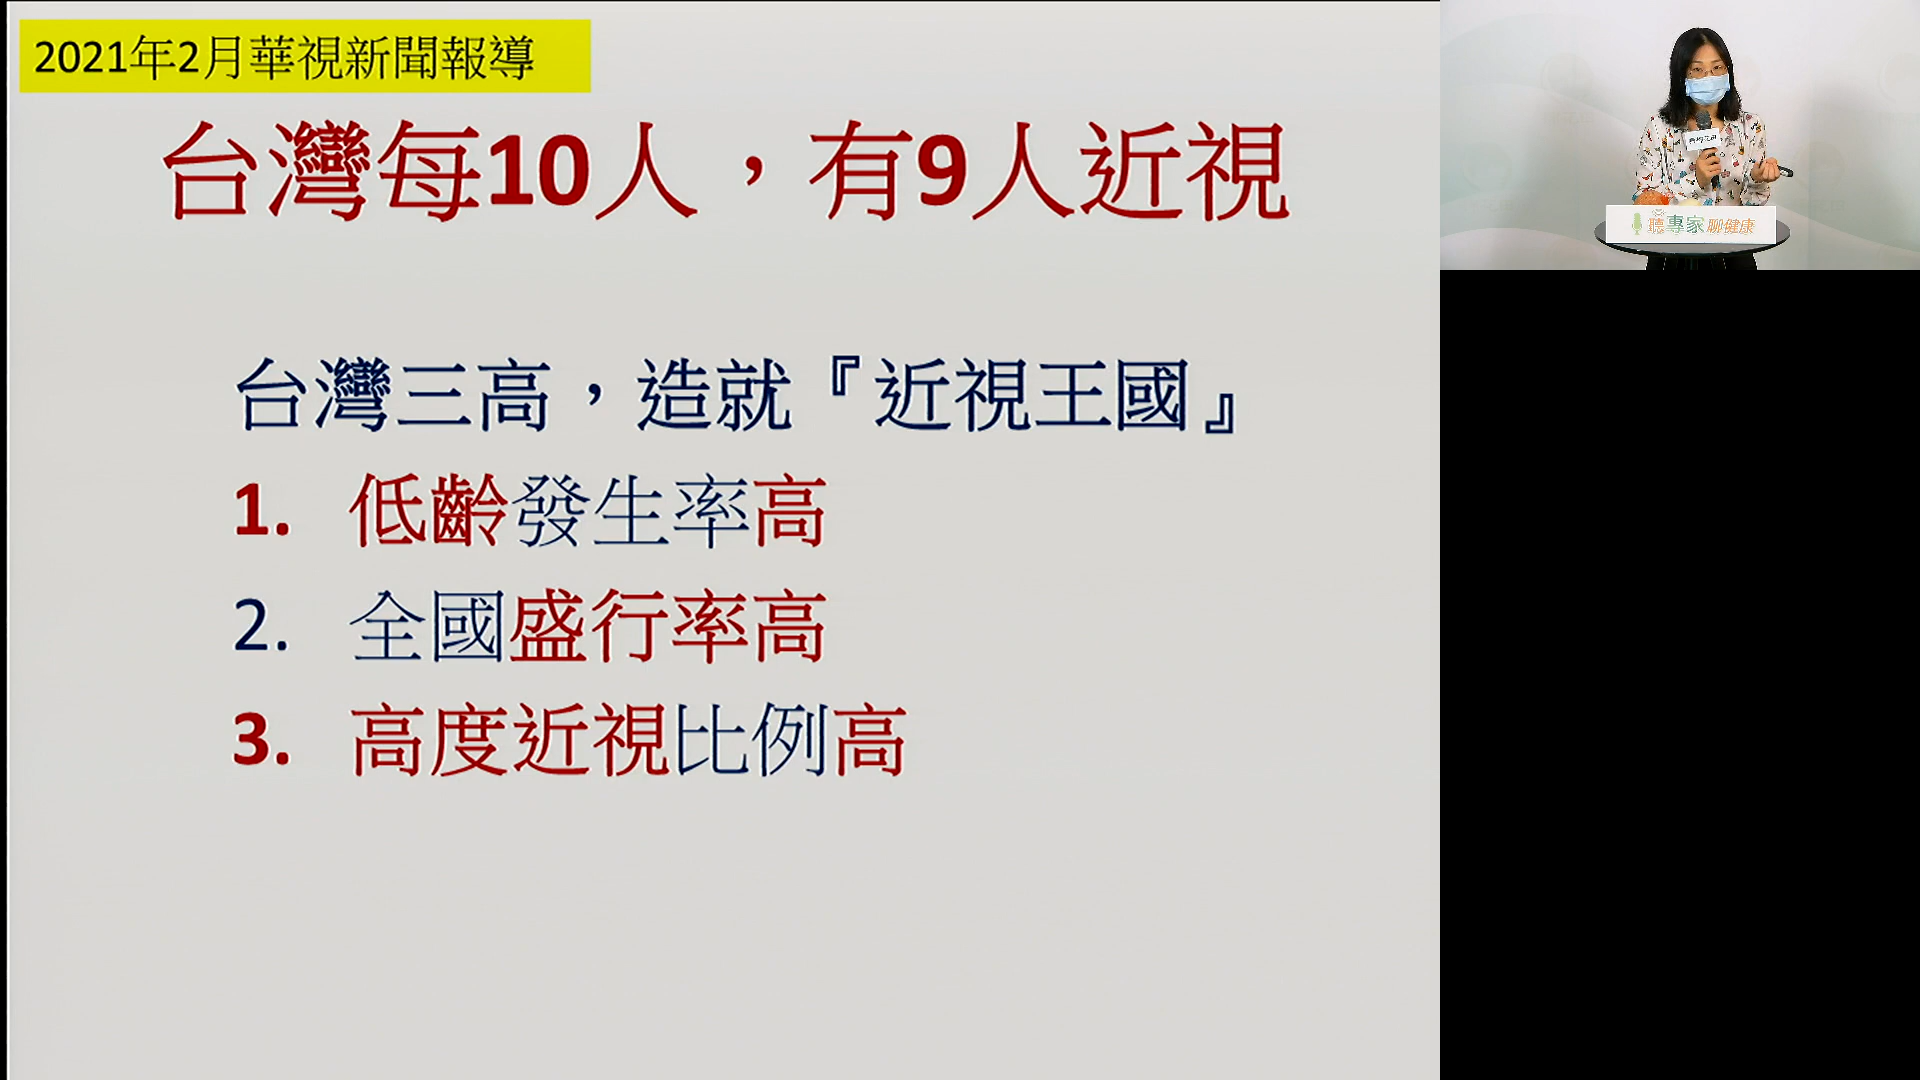 2021年2月華視新聞報導
台灣每10人，有9人近視
台灣三高，造就『近視王國』
1. 低齡發生率高
2. 全國盛行率高
3. 高度近視比例高
聽專家聊健康